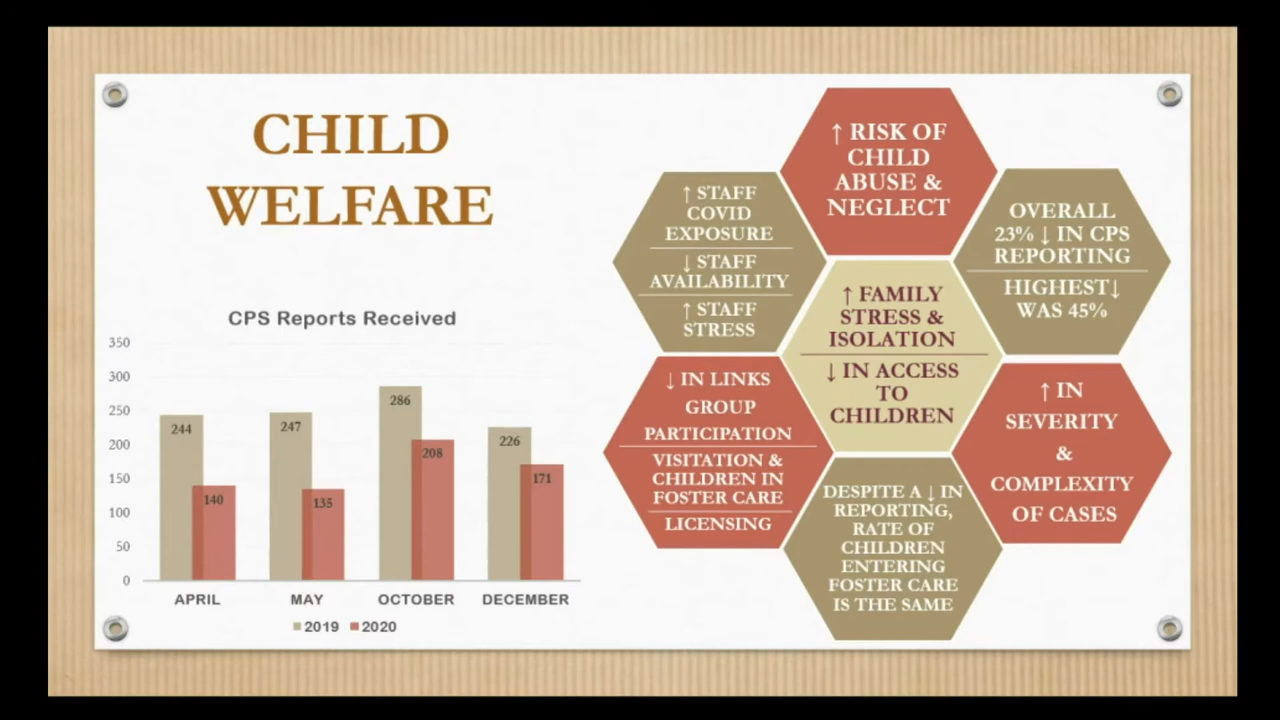 CHILD
WELFARE
CPS Reports Received
350
300
250
200
150
100
50
0
244
140
247
135
286
208
226
171
APRIL
MAY
OCTOBER
DECEMBER
2019
2020
↑ RISK OF
CHILD
ABUSE &
NEGLECT
↑ STAFF
COVID
EXPOSURE
↓ STAFF
AVAILABILITY
↑ STAFF
STRESS
OVERALL
23% ↓ IN CPS
REPORTING
HIGHEST↓
WAS 45%
↑ FAMILY
STRESS &
ISOLATION
↓ IN ACCESS
TO
CHILDREN
↓ IN LINKS
GROUP
PARTICIPATION
VISITATION &
CHILDREN IN
FOSTER CARE
LICENSING
↑ IN
SEVERITY
&
COMPLEXITY
OF CASES
DESPITE A ↓ IN
REPORTING,
RATE OF
CHILDREN
ENTERING
FOSTER CARE
IS THE SAME